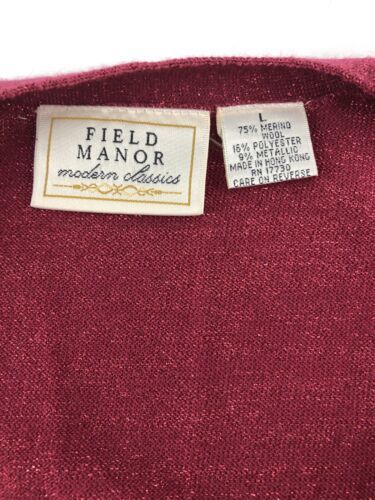 FIELD
MANOR
modern classics
L
75% MERINO
WOOL
16% POLYESTER
9% METALLIC
MADE IN HONG KONG
RN 17730
CARE ON REVERSE